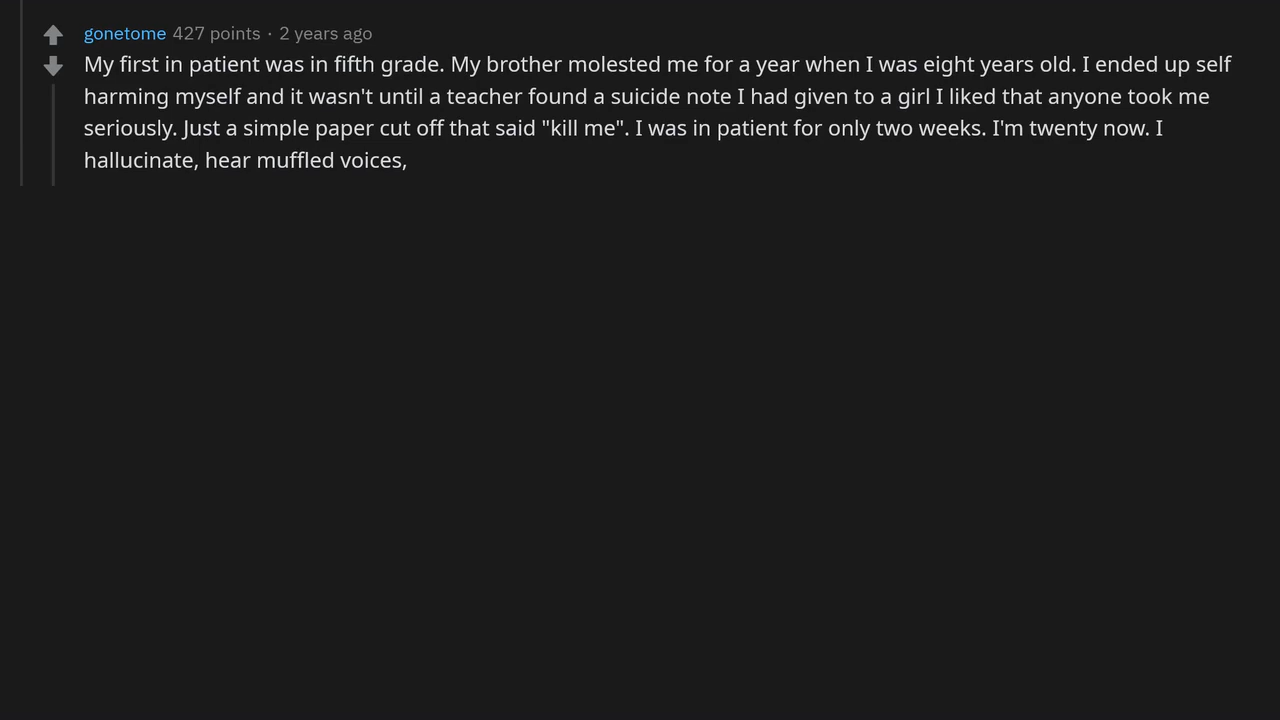 gonetome 427 points · 2 years ago
My first in patient was in fifth grade. My brother molested me for a year when I was eight years old. I ended up self
harming myself and it wasn't until a teacher found a suicide note I had given to a girl I liked that anyone took me
seriously. Just a simple paper cut off that said "kill me". I was in patient for only two weeks. I'm twenty now. I
hallucinate, hear muffled voices,